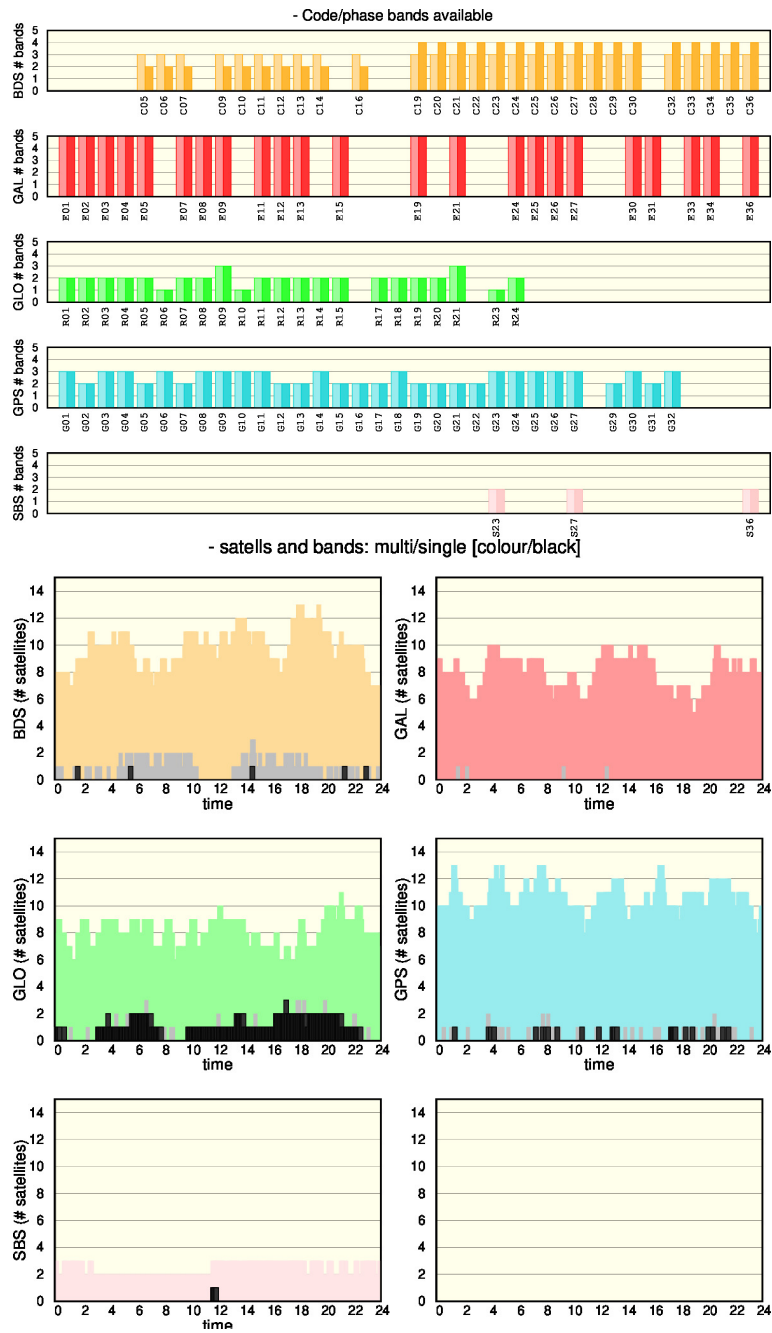 - Code/phase bands available
BDS # bands
5
4
3
2
1
0
C05 C06 C07 C09 C10 C11 C12 C13 C14 C16 C19 C20 C21 C22 C23 C24 C25 C26 C27 C28 C29 C30 C32 C33 C34 C35 C36
GAL # bands
5
4
3
2
1
0
E01 E02 E03 E04 E05 E07 E08 E09 E11 E12 E13 E15 E19 E21 E24 E25 E26 E27 E30 E31 E33 E34 E36
GLO # bands
5
4
3
2
1
0
R01 R02 R03 R04 R05 R06 R07 R08 R09 R10 R11 R12 R13 R14 R15 R17 R18 R19 R20 R21 R23 R24
GPS # bands
5
4
3
2
1
0
G01 G02 G03 G04 G05 G06 G07 G08 G09 G10 G11 G12 G13 G14 G15 G16 G17 G18 G19 G20 G21 G22 G23 G24 G25 G26 G27 G29 G30 G31 G32
SBS # bands
5
4
3
2
1
0
S23 S27 S36
- satells and bands: multi/single [colour/black]
BDS (# satellites)
14
12
10
8
6
4
2
0
0 2 4 6 8 10 12 14 16 18 20 22 24
time
GAL (# satellites)
14
12
10
8
6
4
2
0
0 2 4 6 8 10 12 14 16 18 20 22 24
time
GLO (# satellites)
14
12
10
8
6
4
2
0
0 2 4 6 8 10 12 14 16 18 20 22 24
time
GPS (# satellites)
14
12
10
8
6
4
2
0
0 2 4 6 8 10 12 14 16 18 20 22 24
time
SBS (# satellites)
14
12
10
8
6
4
2
0
0 2 4 6 8 10 12 14 16 18 20 22 24
time
14
12
10
8
6
4
2
0
0 2 4 6 8 10 12 14 16 18 20 22 24